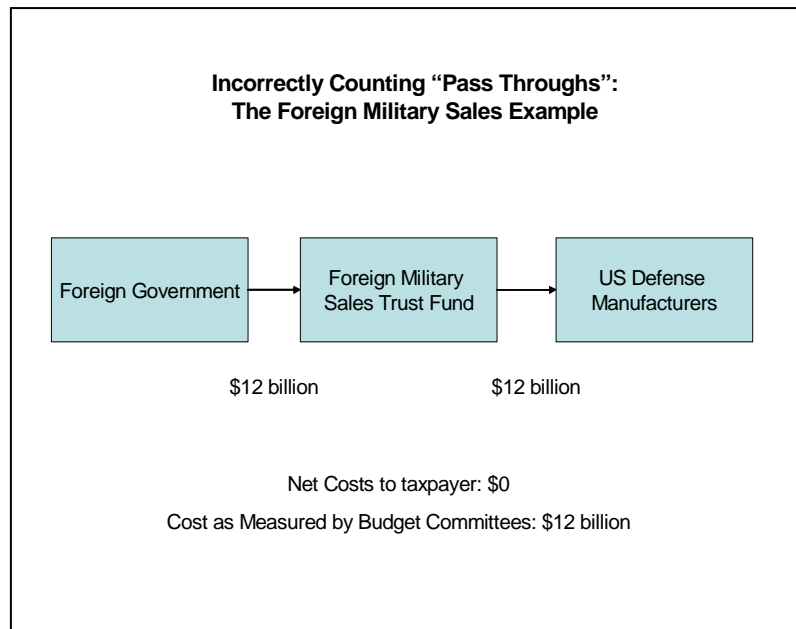 Incorrectly Counting “Pass Throughs”:
The Foreign Military Sales Example
Foreign Government
Foreign Military
Sales Trust Fund
US Defense
Manufacturers
$12 billion
$12 billion
Net Costs to taxpayer: $0
Cost as Measured by Budget Committees: $12 billion